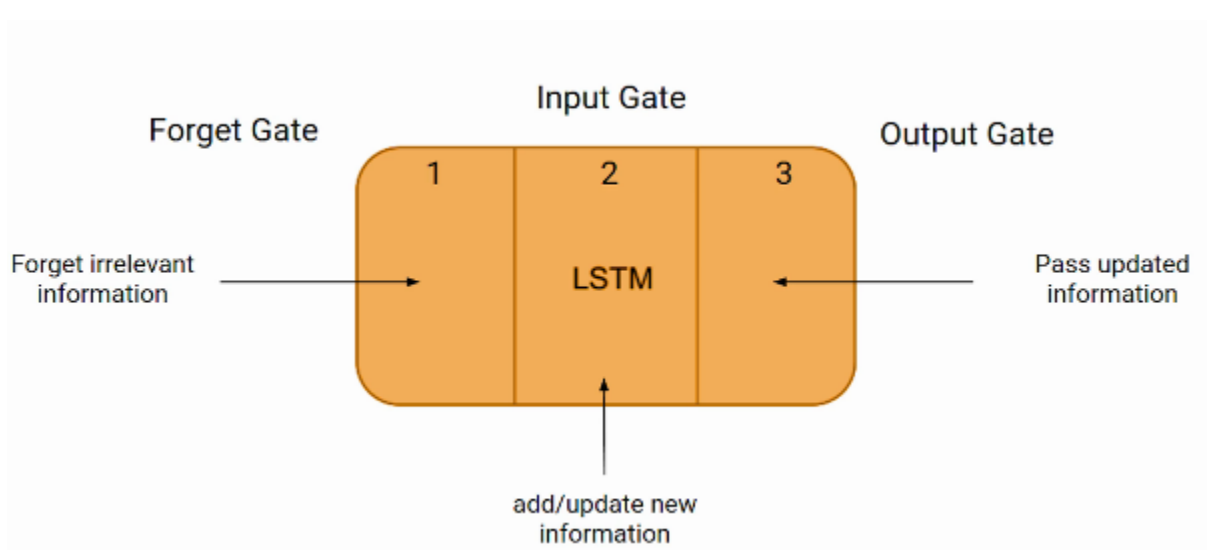 Input Gate
Forget Gate
Output Gate
1
2
3
Forget irrelevant
information
LSTM
Pass updated
information
add/update new
information